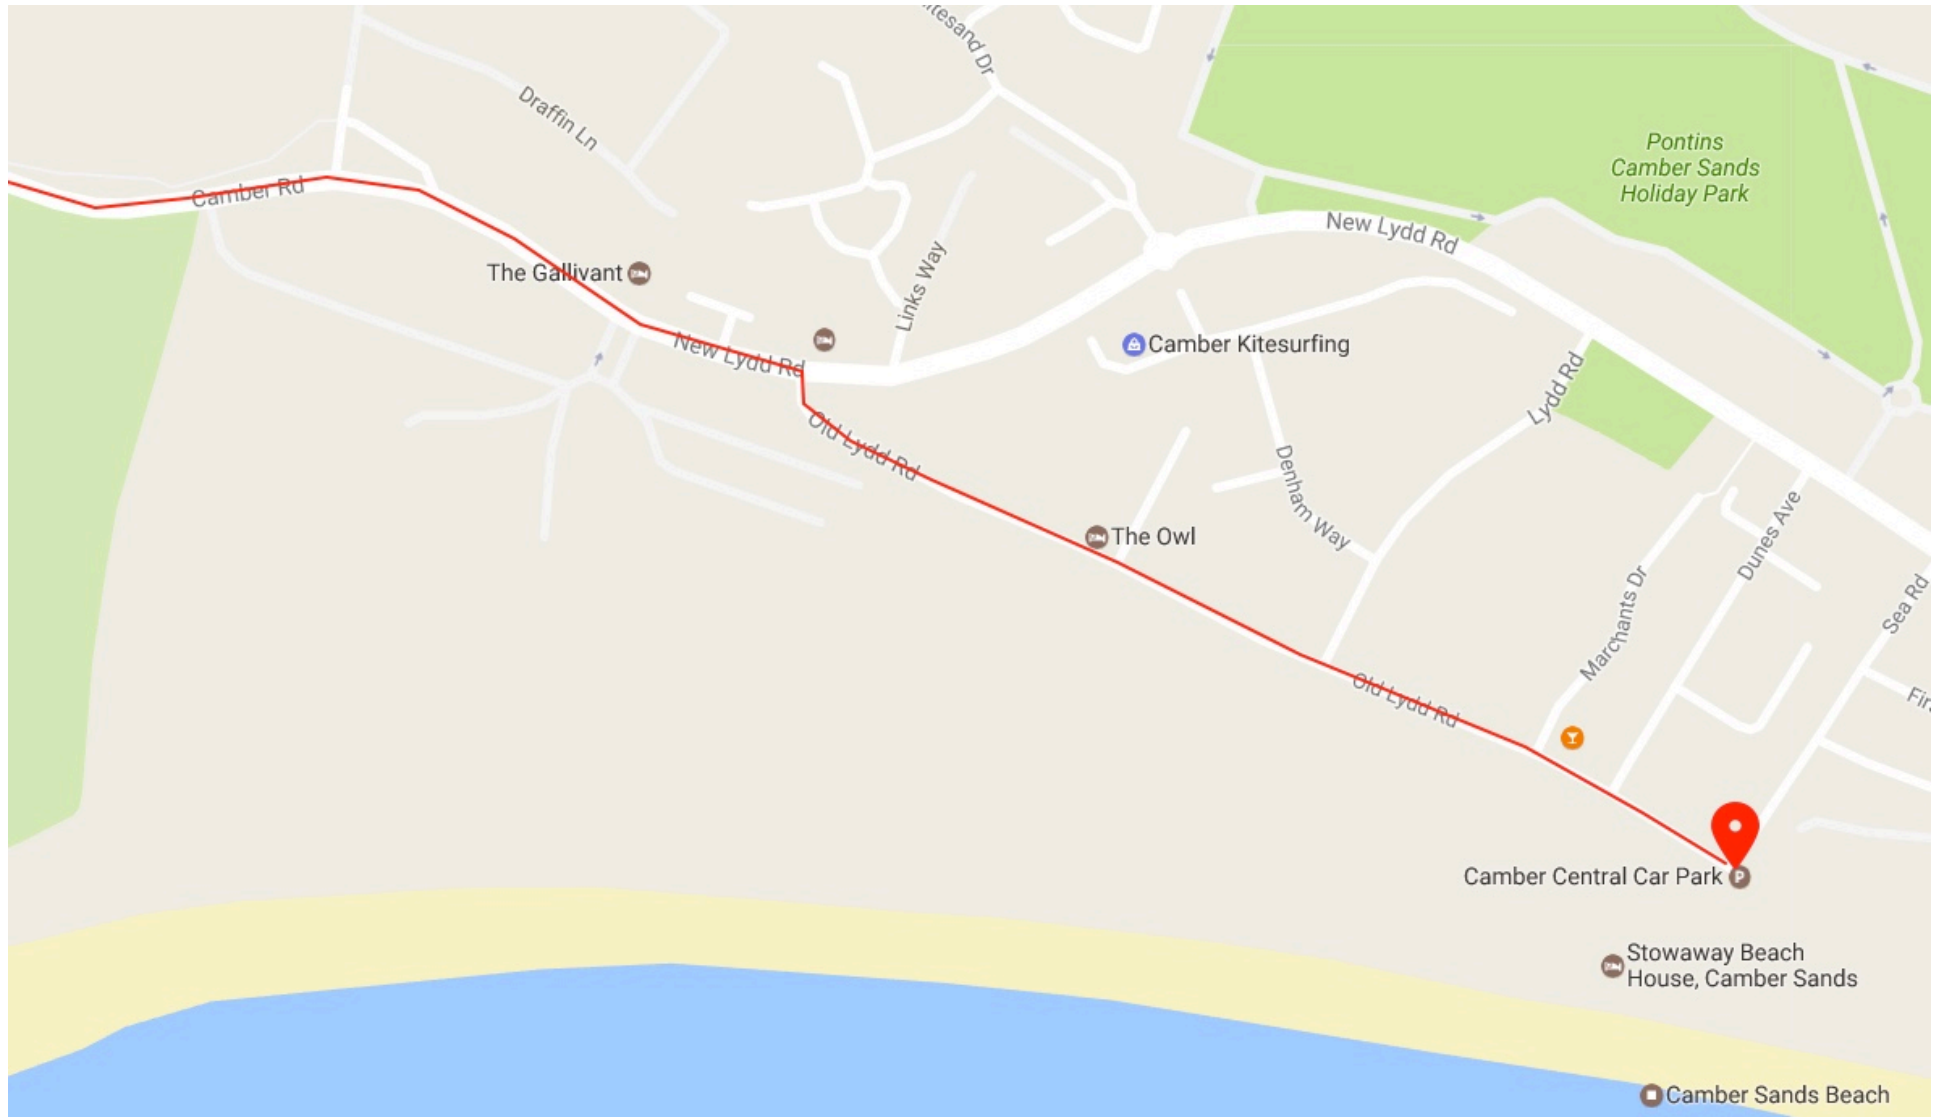 Draffin Ln
Pontins
Camber Sands
Holiday Park
Camber Rd
New Lydd Rd
The Gallivant
Links Way
New Lydd Rd
Camber Kitesurfing
Lydd Rd
Old Lydd Rd
Denham Way
The Owl
Dunes Ave
Marchants Dr
Sea Rd
Old Lydd Rd
P
Camber Central Car Park
Stowaway Beach
House, Camber Sands
Camber Sands Beach